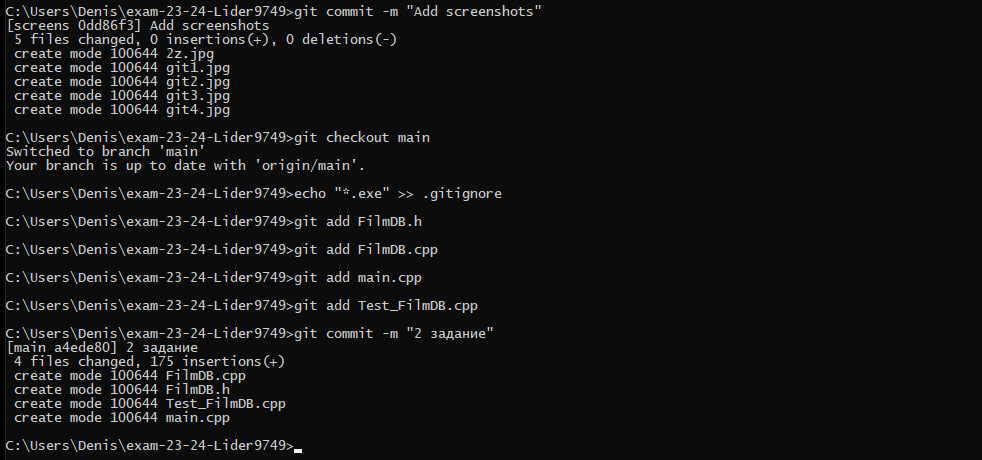 C:\Users\Denis\exam-23-24-Lider9749>git commit -m "Add screenshots"
[screens 0dd86f3] Add screenshots
 5 files changed, 0 insertions(+), 0 deletions(-)
 create mode 100644 2z.jpg
 create mode 100644 git1.jpg
 create mode 100644 git2.jpg
 create mode 100644 git3.jpg
 create mode 100644 git4.jpg
C:\Users\Denis\exam-23-24-Lider9749>git checkout main
Switched to branch 'main'
Your branch is up to date with 'origin/main'.
C:\Users\Denis\exam-23-24-Lider9749>echo "*.exe" >> .gitignore
C:\Users\Denis\exam-23-24-Lider9749>git add FilmDB.h
C:\Users\Denis\exam-23-24-Lider9749>git add FilmDB.cpp
C:\Users\Denis\exam-23-24-Lider9749>git add main.cpp
C:\Users\Denis\exam-23-24-Lider9749>git add Test_FilmDB.cpp
C:\Users\Denis\exam-23-24-Lider9749>git commit -m "2 задание"
[main a4ede80] 2 задание
 4 files changed, 175 insertions(+)
 create mode 100644 FilmDB.cpp
 create mode 100644 FilmDB.h
 create mode 100644 Test_FilmDB.cpp
 create mode 100644 main.cpp
C:\Users\Denis\exam-23-24-Lider9749>